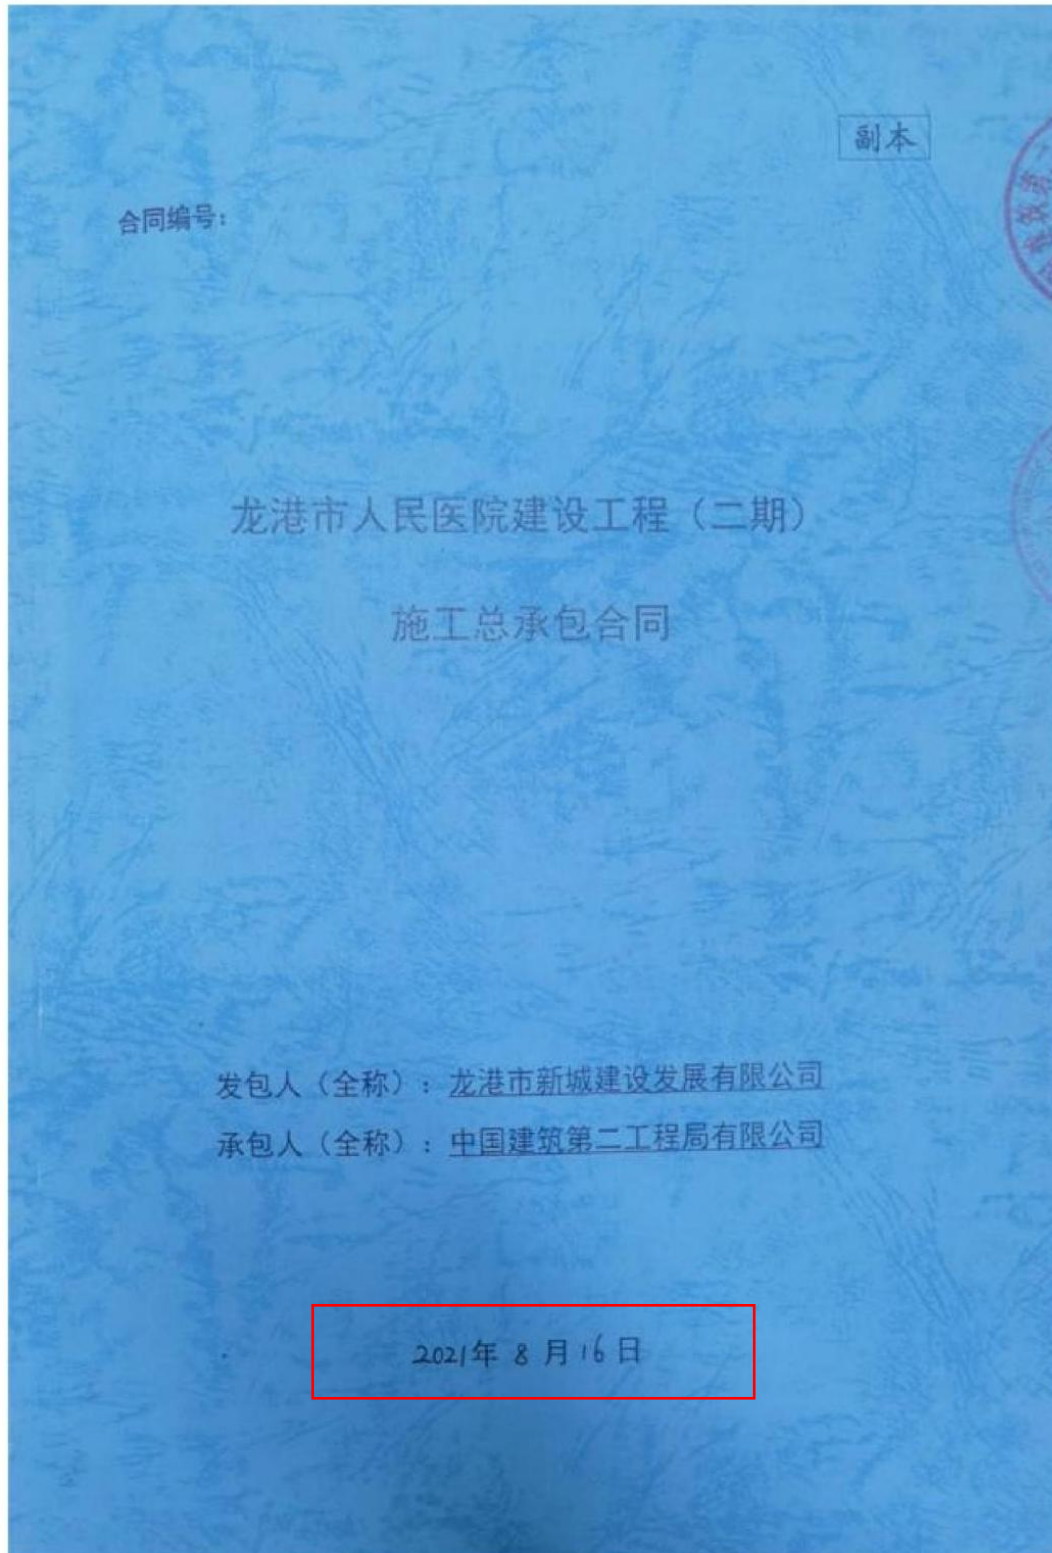 副本
合同编号：
龙港市人民医院建设工程（二期）
施工总承包合同
发包人（全称）：龙港市新城建设发展有限公司
承包人（全称）：中国建筑第二工程局有限公司
2021年 8 月 16 日